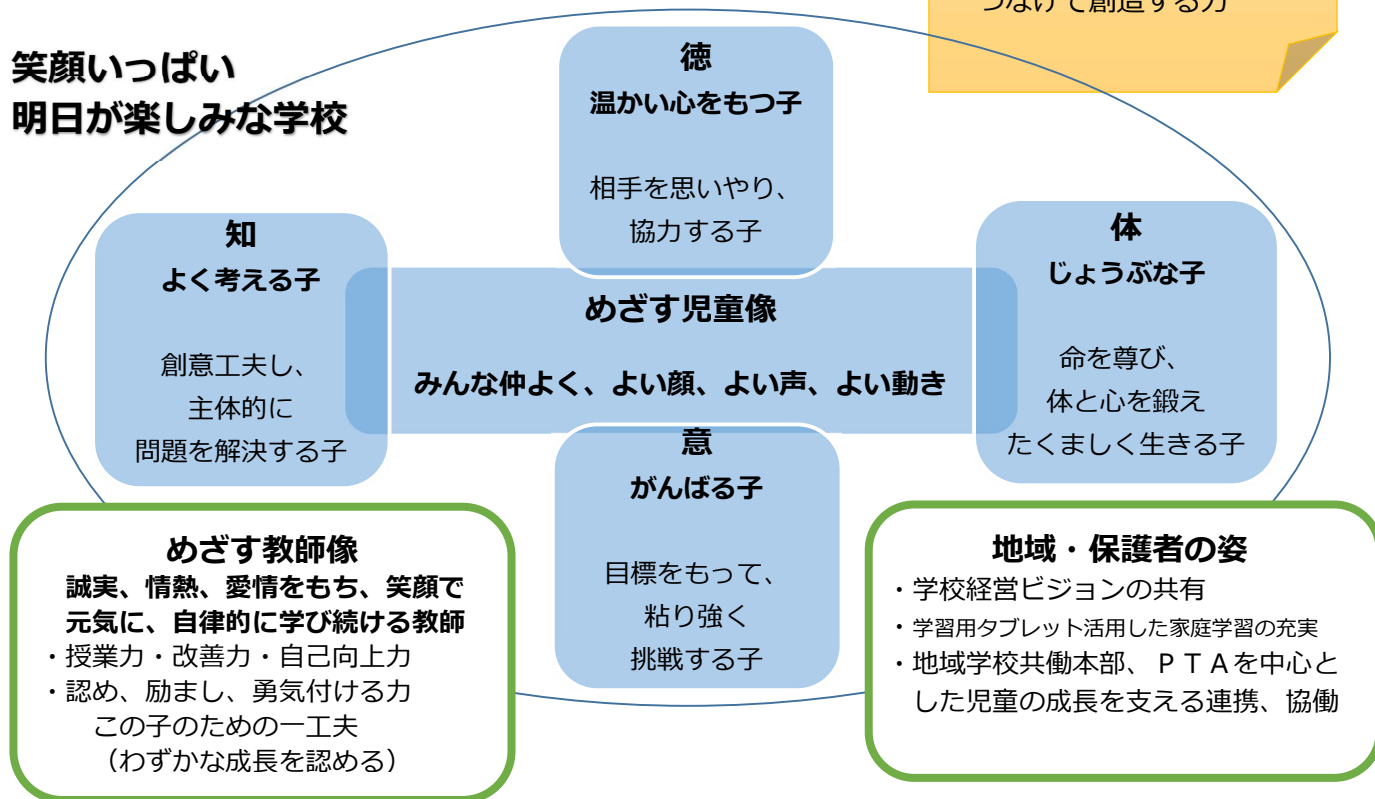 つなげて創造する力
笑顔いっぱい
明日が楽しみな学校
徳
温かい心をもつ子
相手を思いやり、
協力する子
知
よく考える子
創意工夫し、
主体的に
問題を解決する子
めざす児童像
みんな仲よく、よい顔、よい声、よい動き
体
じょうぶな子
命を尊び、
体と心を鍛え
たくましく生きる子
意
がんばる子
目標をもって、
粘り強く
挑戦する子
めざす教師像
誠実、情熱、愛情をもち、笑顔で
元気に、自律的に学び続ける教師
・授業力・改善力・自己向上力
・認め、励まし、勇気付ける力
この子のための一工夫
（わずかな成長を認める）
地域・保護者の姿
・学校経営ビジョンの共有
・学習用タブレット活用した家庭学習の充実
・地域学校共働本部、ＰＴＡを中心と
した児童の成長を支える連携、協働